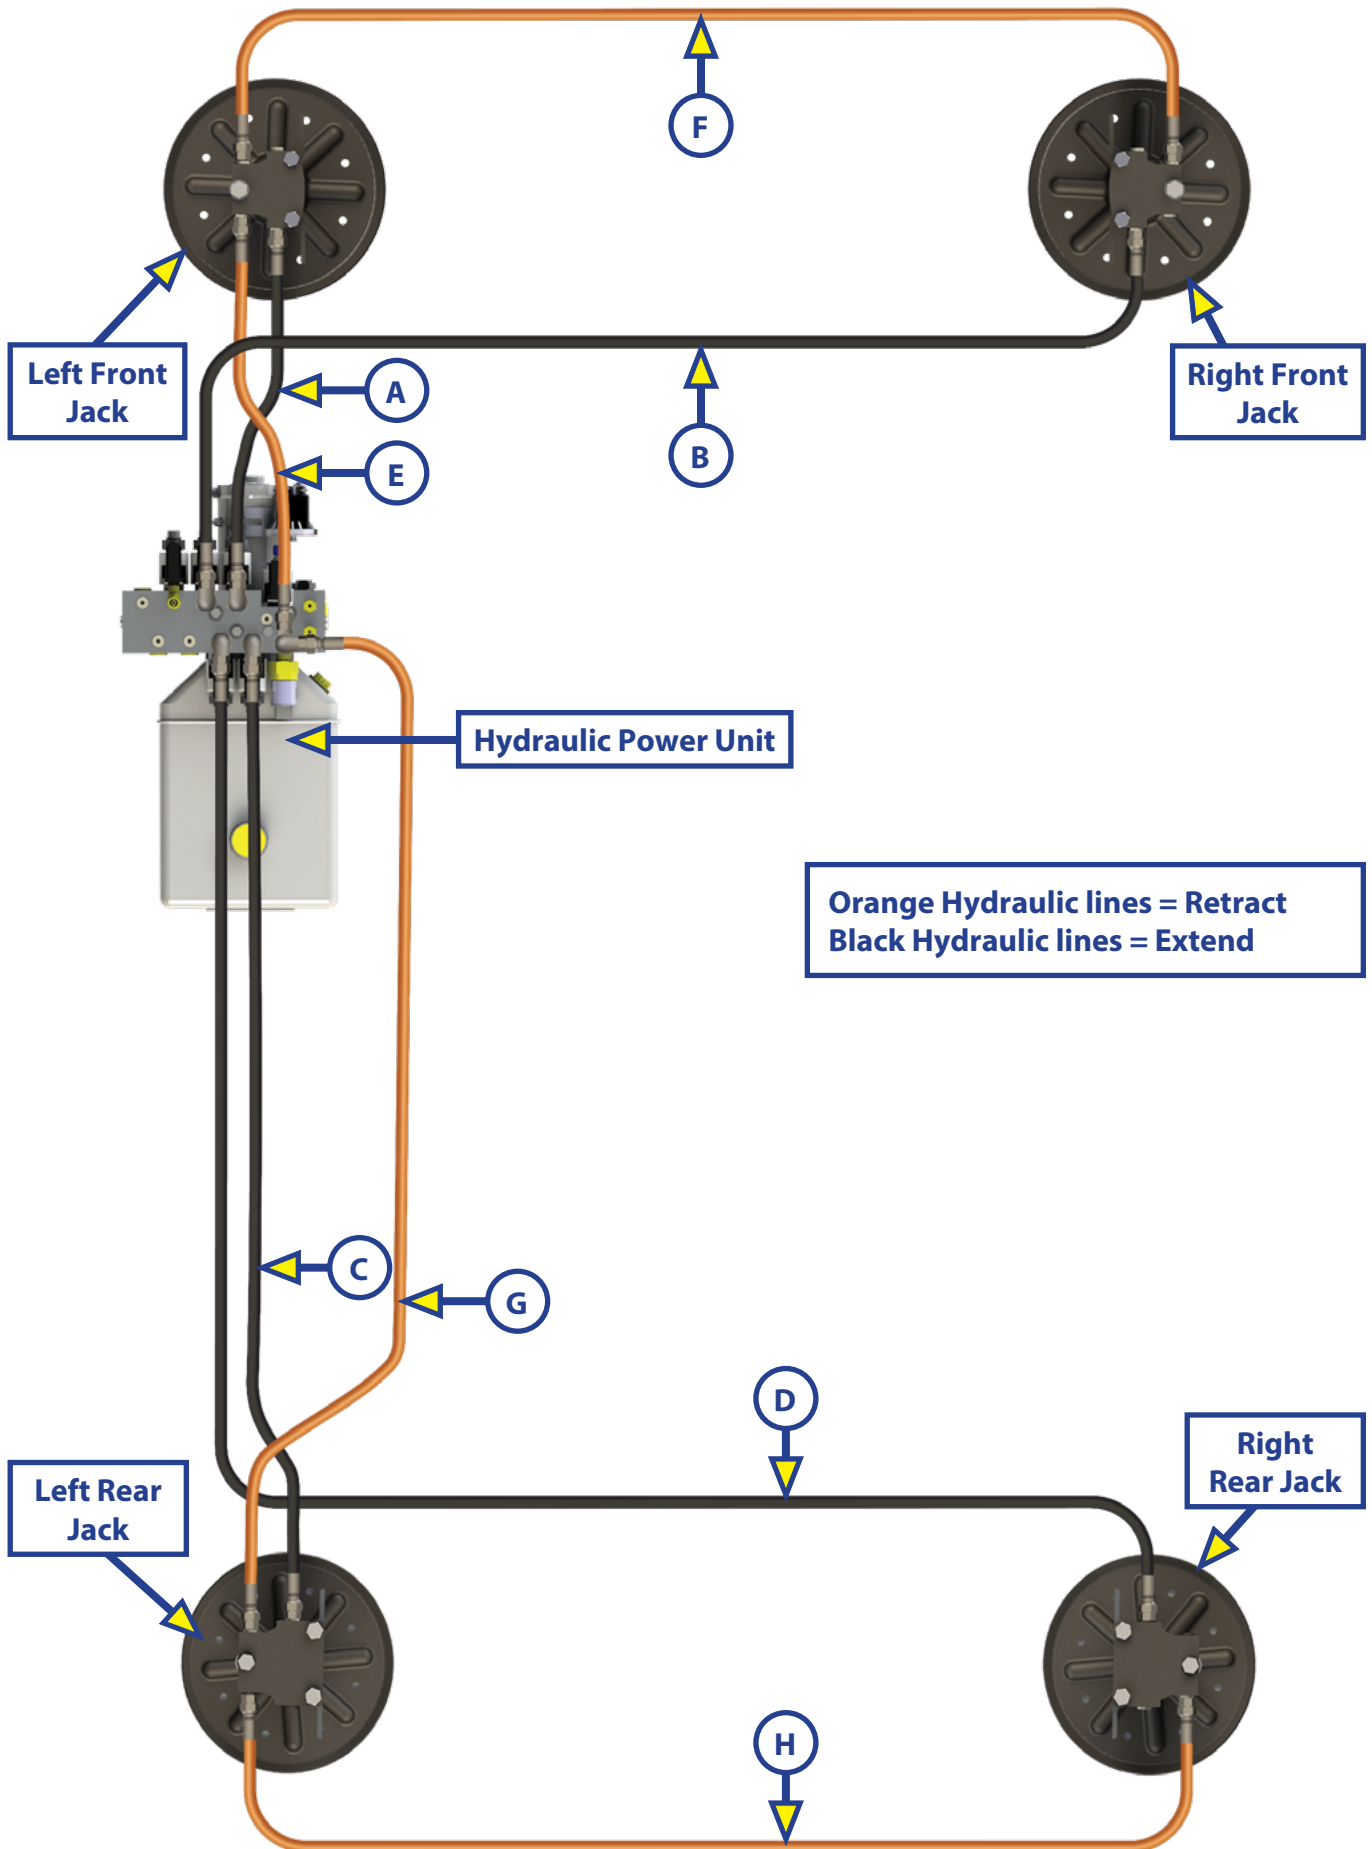 F
Left Front
Jack
A
B
Right Front
Jack
E
Hydraulic Power Unit
Orange Hydraulic lines = Retract
Black Hydraulic lines = Extend
C
G
D
Left Rear
Jack
Right
Rear Jack
H